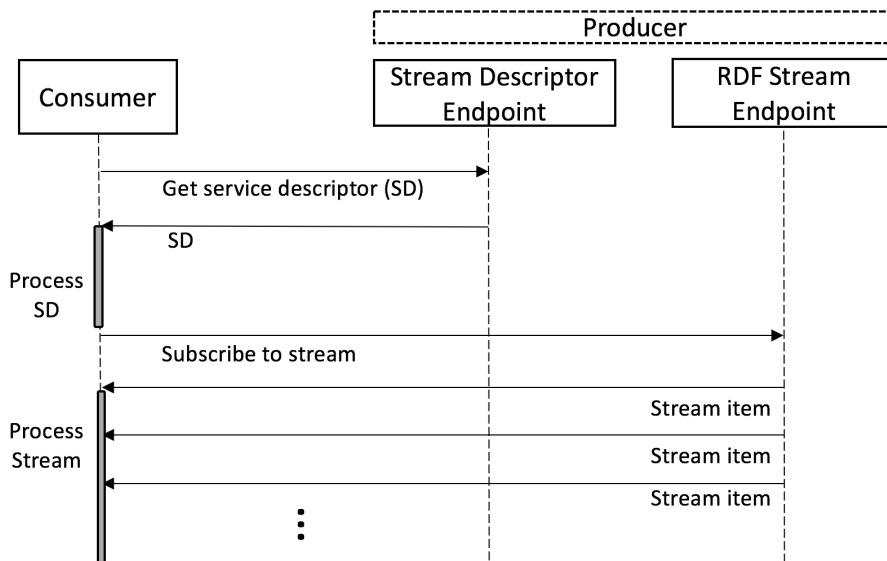 Producer
Consumer
Stream Descriptor
Endpoint
RDF Stream
Endpoint
Get service descriptor (SD)
SD
Process
SD
Subscribe to stream
Stream item
Process
Stream
Stream item
Stream item